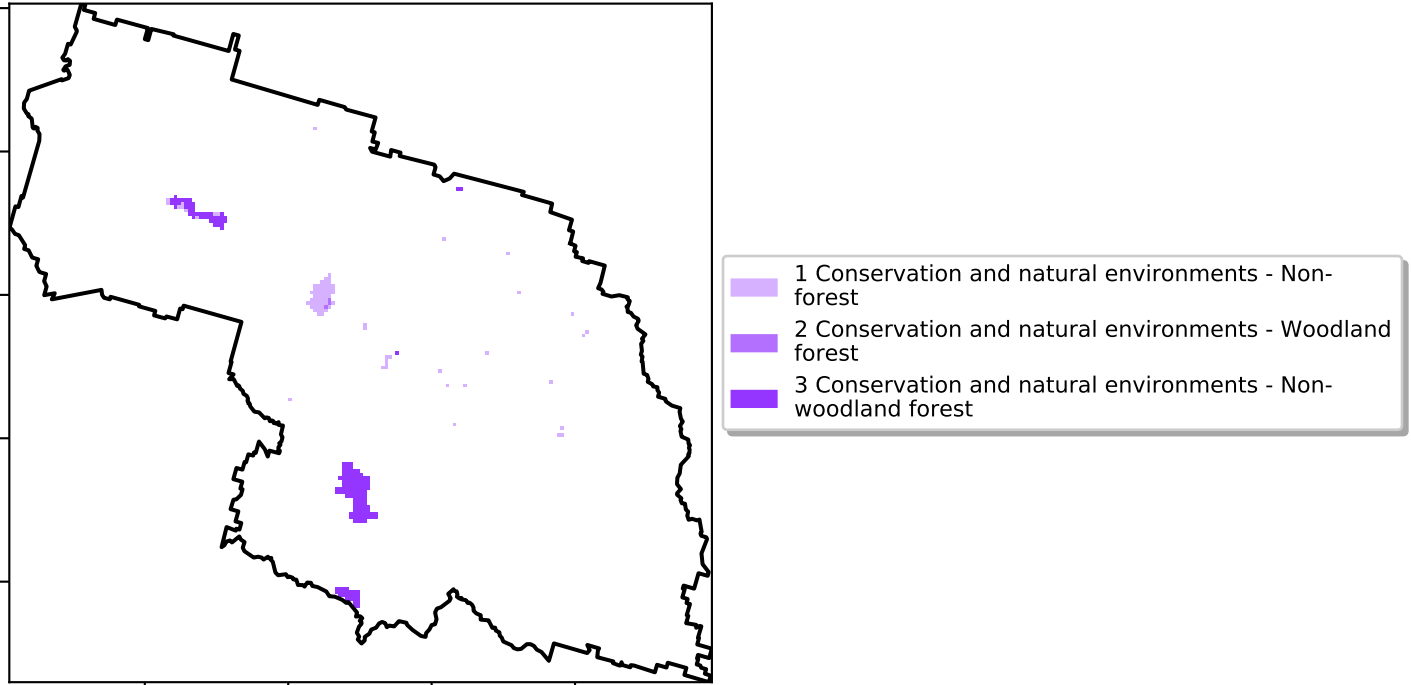 1 Conservation and natural environments - Non-
forest
2 Conservation and natural environments - Woodland
forest
3 Conservation and natural environments - Non-
woodland forest